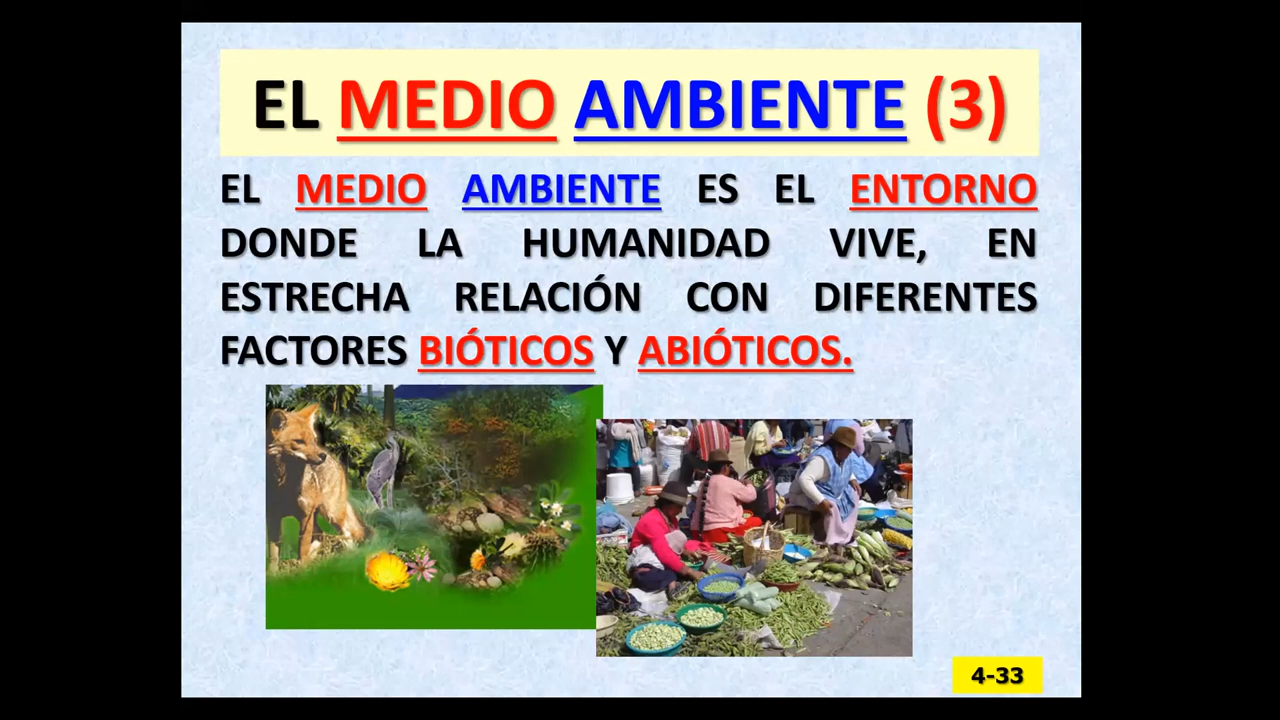 EL MEDIO AMBIENTE (3)
EL MEDIO AMBIENTE ES EL ENTORNO
DONDE LA HUMANIDAD VIVE, EN
ESTRECHA RELACIÓN CON DIFERENTES
FACTORES BIÓTICOS Y ABIÓTICOS.
4-33